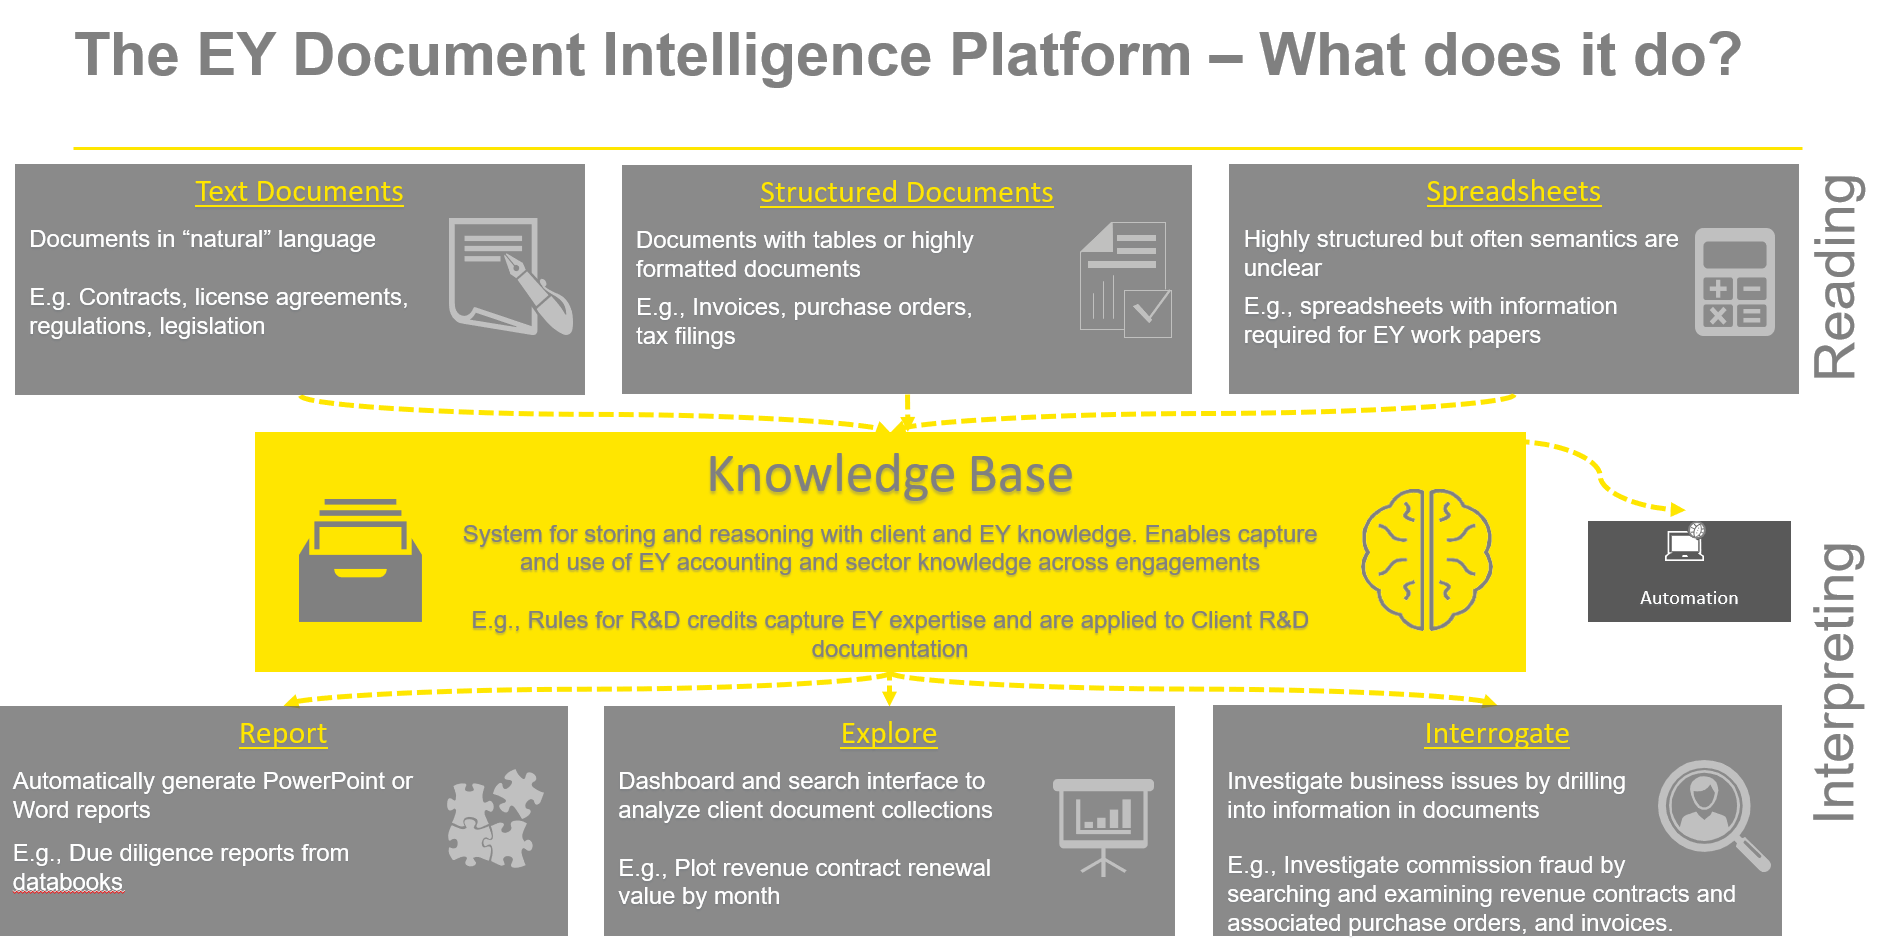 The EY Document Intelligence Platform – What does it do?
Text Documents
Documents in “natural” language
E.g. Contracts, license agreements,
regulations, legislation
Structured Documents
Documents with tables or highly
formatted documents
E.g., Invoices, purchase orders,
tax filings
Spreadsheets
Highly structured but often semantics are
unclear
E.g., spreadsheets with information
required for EY work papers
Reading
Knowledge Base
System for storing and reasoning with client and EY knowledge. Enables capture
and use of EY accounting and sector knowledge across engagements
E.g., Rules for R&D credits capture EY expertise and are applied to Client R&D
documentation
Automation
Interpreting
Report
Automatically generate PowerPoint or
Word reports
E.g., Due diligence reports from
databooks
Explore
Dashboard and search interface to
analyze client document collections
E.g., Plot revenue contract renewal
value by month
Interrogate
Investigate business issues by drilling
into information in documents
E.g., Investigate commission fraud by
searching and examining revenue contracts and
associated purchase orders, and invoices.